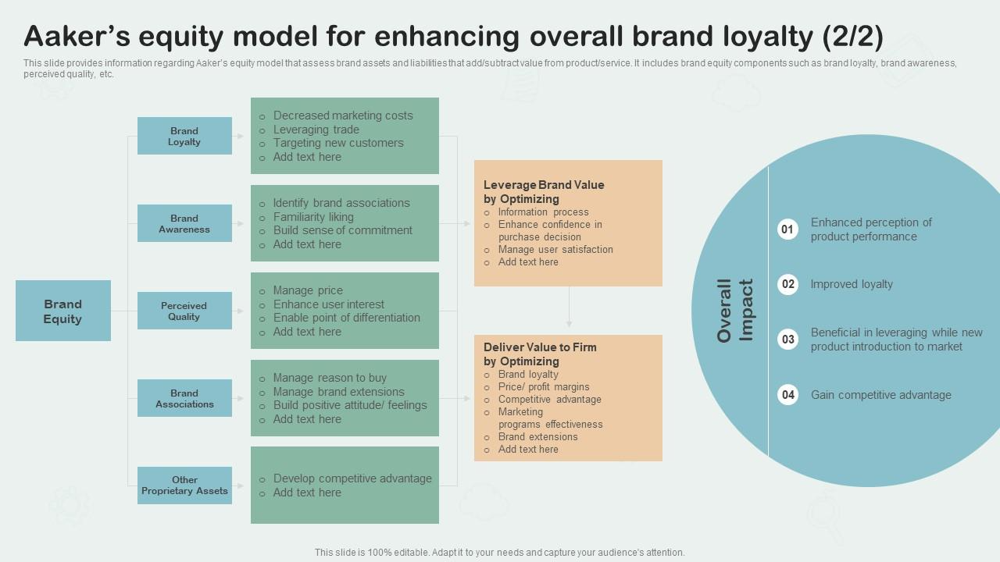 Aaker’s equity model for enhancing overall brand loyalty (2/2)
This slide provides information regarding Aaker’s equity model that assess brand assets and liabilities that add/subtract value from product/service. It includes brand equity components such as brand loyalty, brand awareness,
perceived quality, etc.
Brand
Equity
Brand
Loyalty
o Decreased marketing costs
o Leveraging trade
o Targeting new customers
o Add text here
Brand
Awareness
o Identify brand associations
o Familiarity liking
o Build sense of commitment
o Add text here
Perceived
Quality
o Manage price
o Enhance user interest
o Enable point of differentiation
o Add text here
Brand
Associations
o Manage reason to buy
o Manage brand extensions
o Build positive attitude/ feelings
o Add text here
Other
Proprietary Assets
o Develop competitive advantage
o Add text here
Leverage Brand Value
by Optimizing
o Information process
o Enhance confidence in
purchase decision
o Manage user satisfaction
o Add text here
Deliver Value to Firm
by Optimizing
o Brand loyalty
o Price/ profit margins
o Competitive advantage
o Marketing
programs effectiveness
o Brand extensions
o Add text here
Overall
Impact
01 Enhanced perception of
product performance
02 Improved loyalty
03 Beneficial in leveraging while new
product introduction to market
04 Gain competitive advantage
This slide is 100% editable. Adapt it to your needs and capture your audience’s attention.